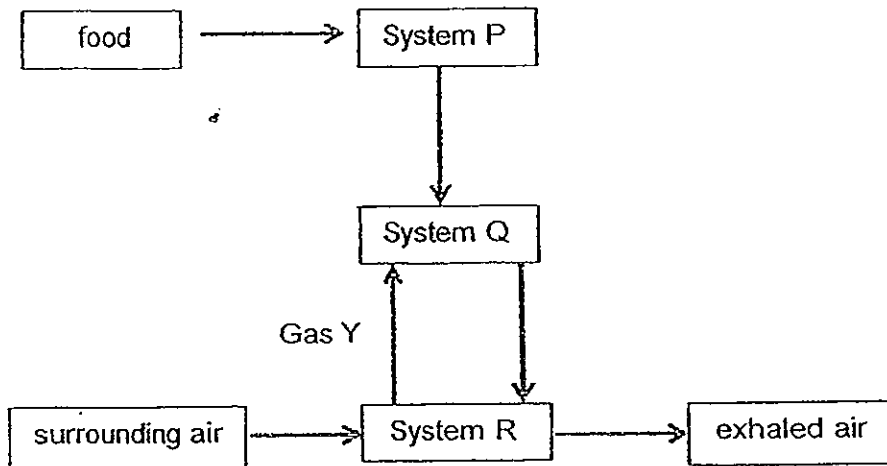 food
System P
System Q
Gas Y
surrounding air
System R
exhaled air